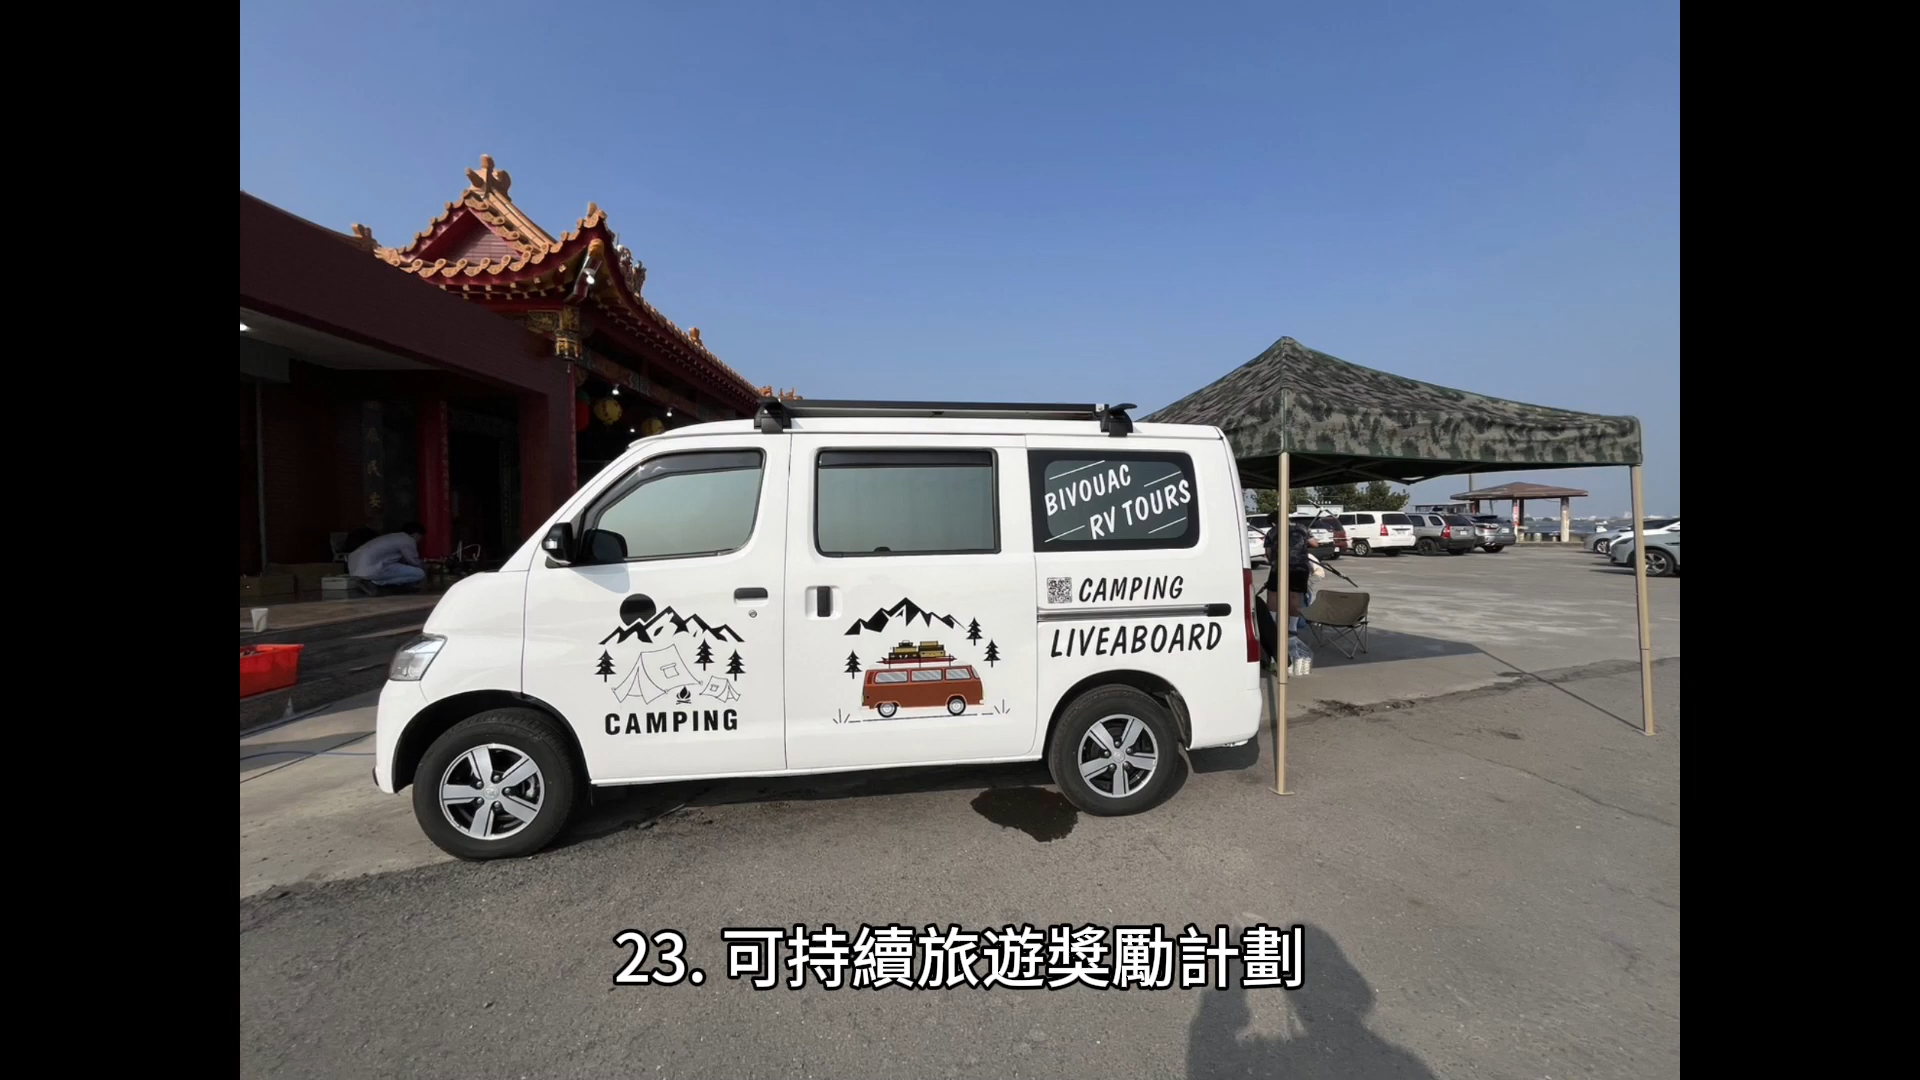 BIVOUAC
RV TOURS
CAMPING
LIVEABOARD
CAMPING
23. 可持續旅遊獎勵計劃